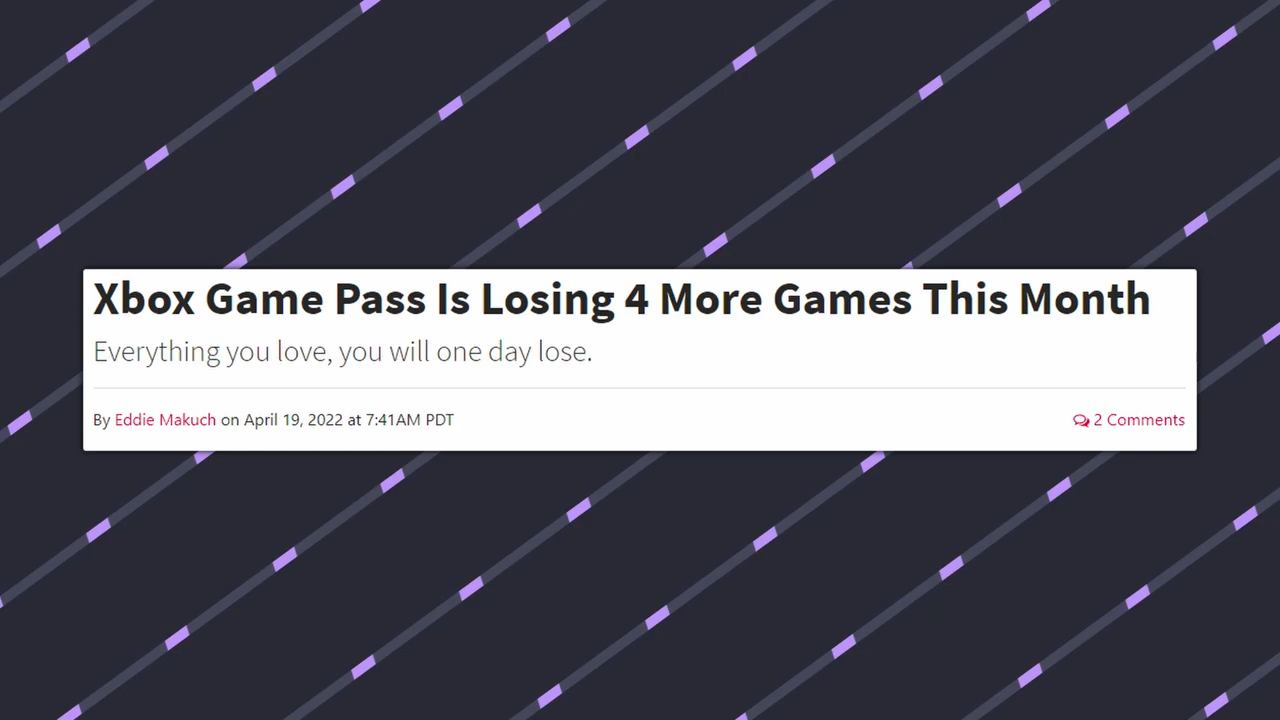 Xbox Game Pass Is Losing 4 More Games This Month
Everything you love, you will one day lose.
By Eddie Makuch on April 19, 2022 at 7:41AM PDT
2 Comments